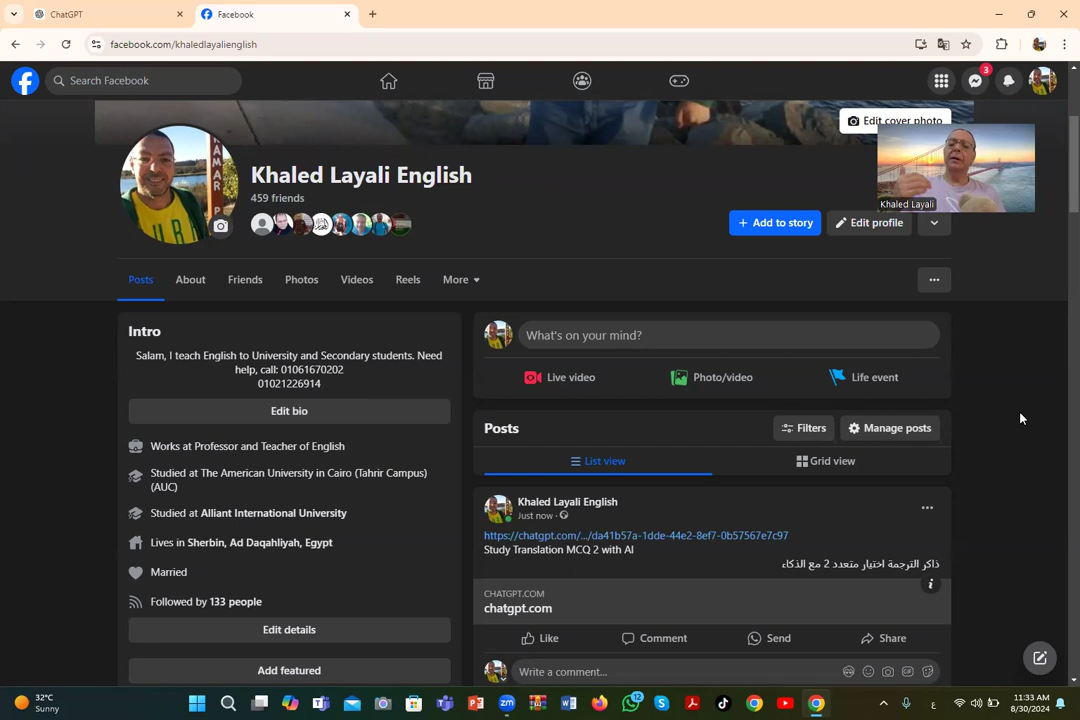 ChatGPT
Facebook
facebook.com/khaledlayalienglish
Search Facebook
3
Edit cover photo
Khaled Layali
Khaled Layali English
459 friends
+ Add to story
Edit profile
Posts
About
Friends
Photos
Videos
Reels
More
Intro
Salam, I teach English to University and Secondary students. Need
help, call: 01061670202
01021226914
Edit bio
Works at Professor and Teacher of English
Studied at The American University in Cairo (Tahrir Campus)
(AUC)
Studied at Alliant International University
Lives in Sherbin, Ad Daqahliyah, Egypt
Married
Followed by 133 people
Edit details
Add featured
What's on your mind?
Live video
Photo/video
Life event
Posts
Filters
Manage posts
List view
Grid view
Khaled Layali English
Just now ·
https://chatgpt.com/.../da41b57a-1dde-44e2-8ef7-0b57567e7c97
Study Translation MCQ 2 with AI
ذاكر الترجمة اختيار متعدد 2 مع الذكاء
CHATGPT.COM
chatgpt.com
Like
Comment
Send
Share
Write a comment...
32°C
Sunny
12
ع
11:33 AM
8/30/2024